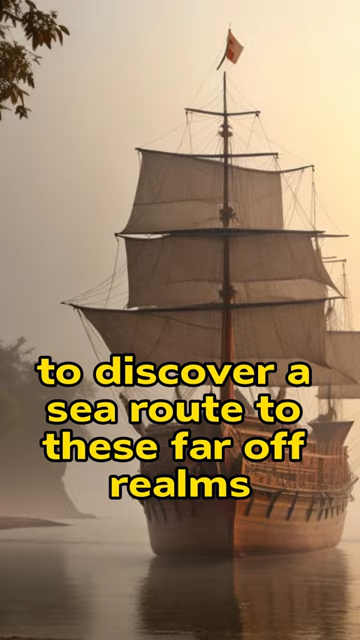 to discover a
sea route to
these far off
realms